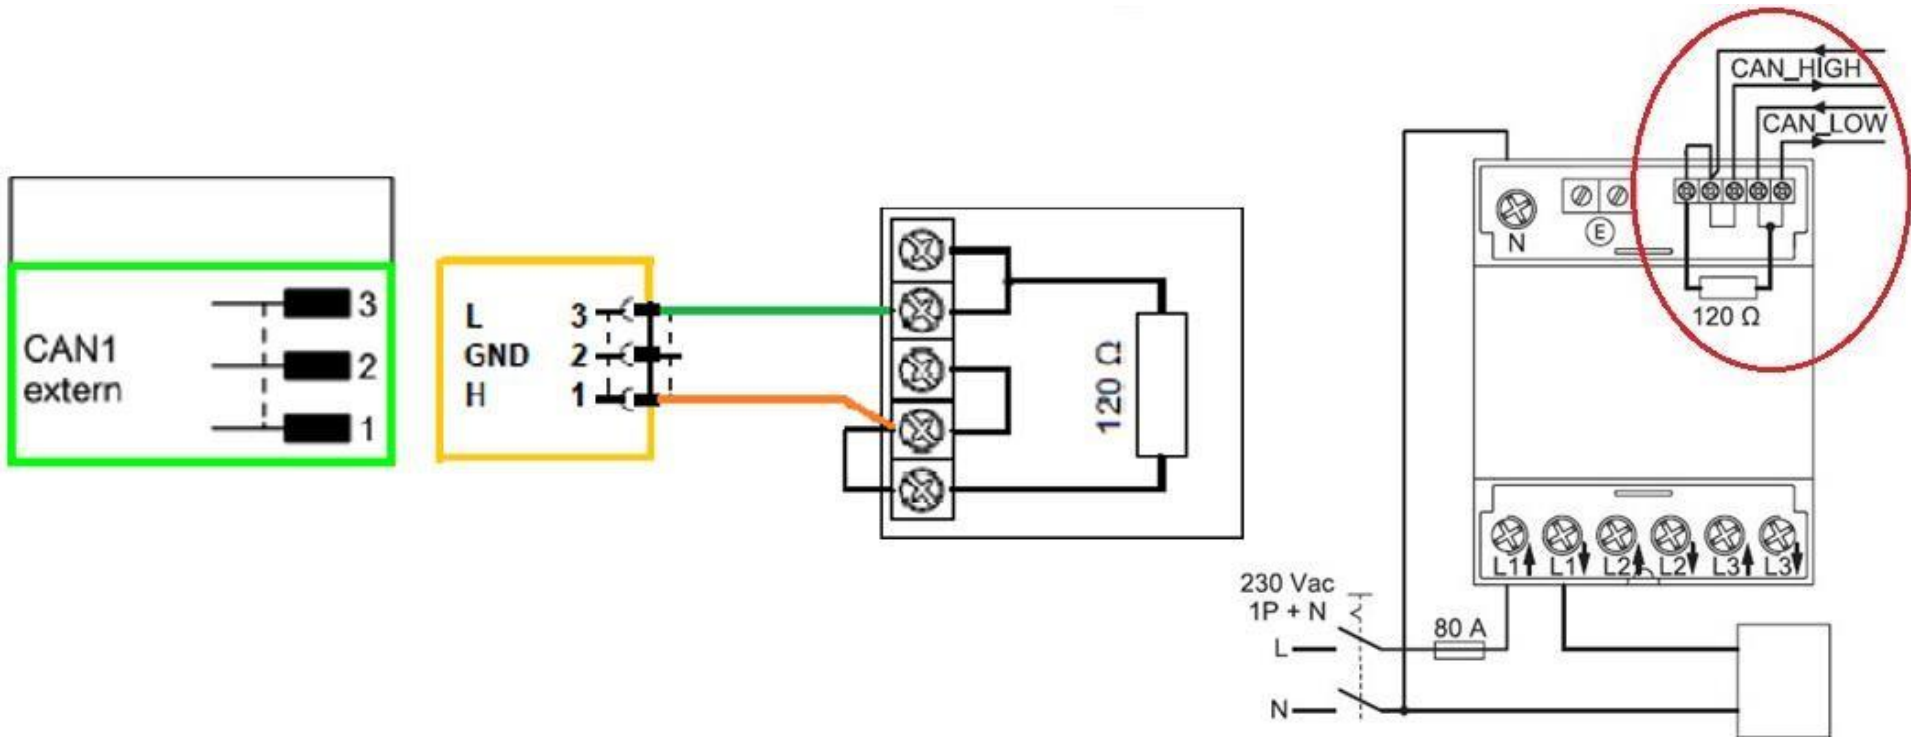 CAN1
extern
3
2
1
L 3
GND 2
H 1
120 Ω
CAN_HIGH
CAN_LOW
N
E
120 Ω
L1 L1 L2 L2 L3 L3
230 Vac
1P + N
80 A
L
N